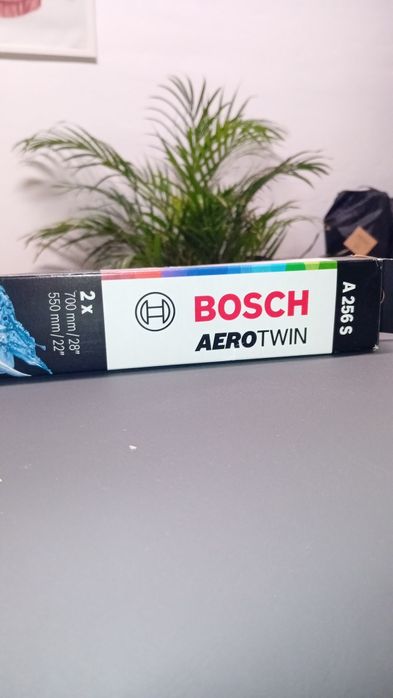 2 x
700 mm / 28"
550 mm / 22"
BOSCH
AEROTWIN
A 256 S